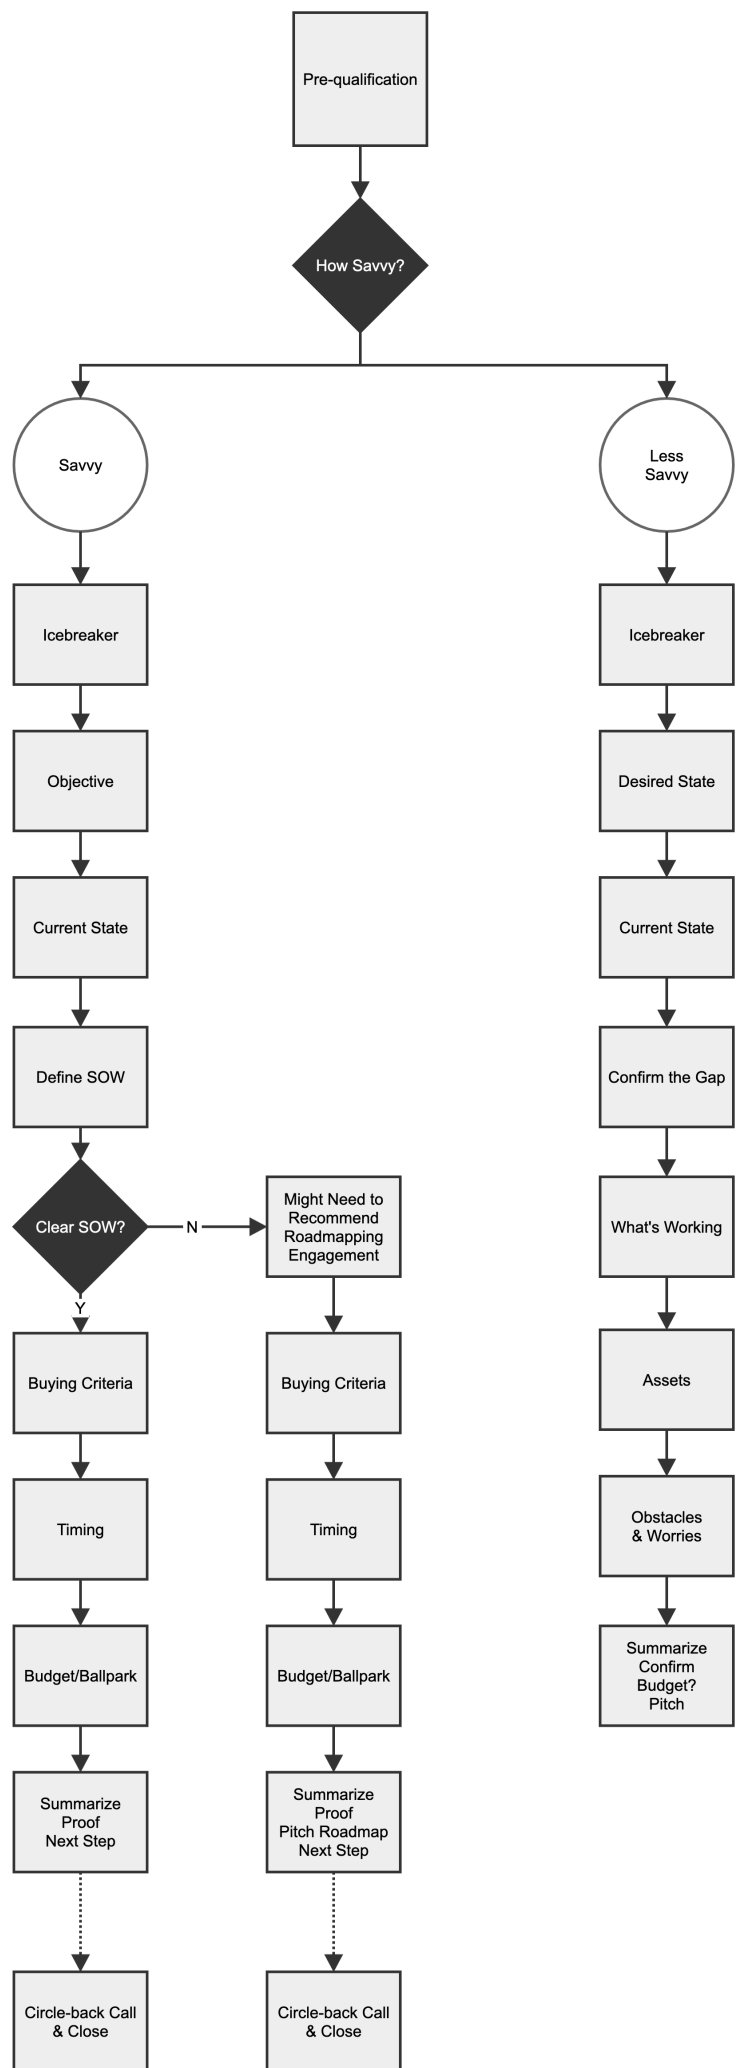 Pre-qualification
How Savvy?
Savvy
Less
Savvy
Icebreaker
Icebreaker
Objective
Desired State
Current State
Current State
Define SOW
Confirm the Gap
Clear SOW?
N
Might Need to
Recommend
Roadmapping
Engagement
What's Working
Y
Buying Criteria
Buying Criteria
Assets
Timing
Timing
Obstacles
& Worries
Budget/Ballpark
Budget/Ballpark
Summarize
Confirm
Budget?
Pitch
Summarize
Proof
Next Step
Summarize
Proof
Pitch Roadmap
Next Step
Circle-back Call
& Close
Circle-back Call
& Close